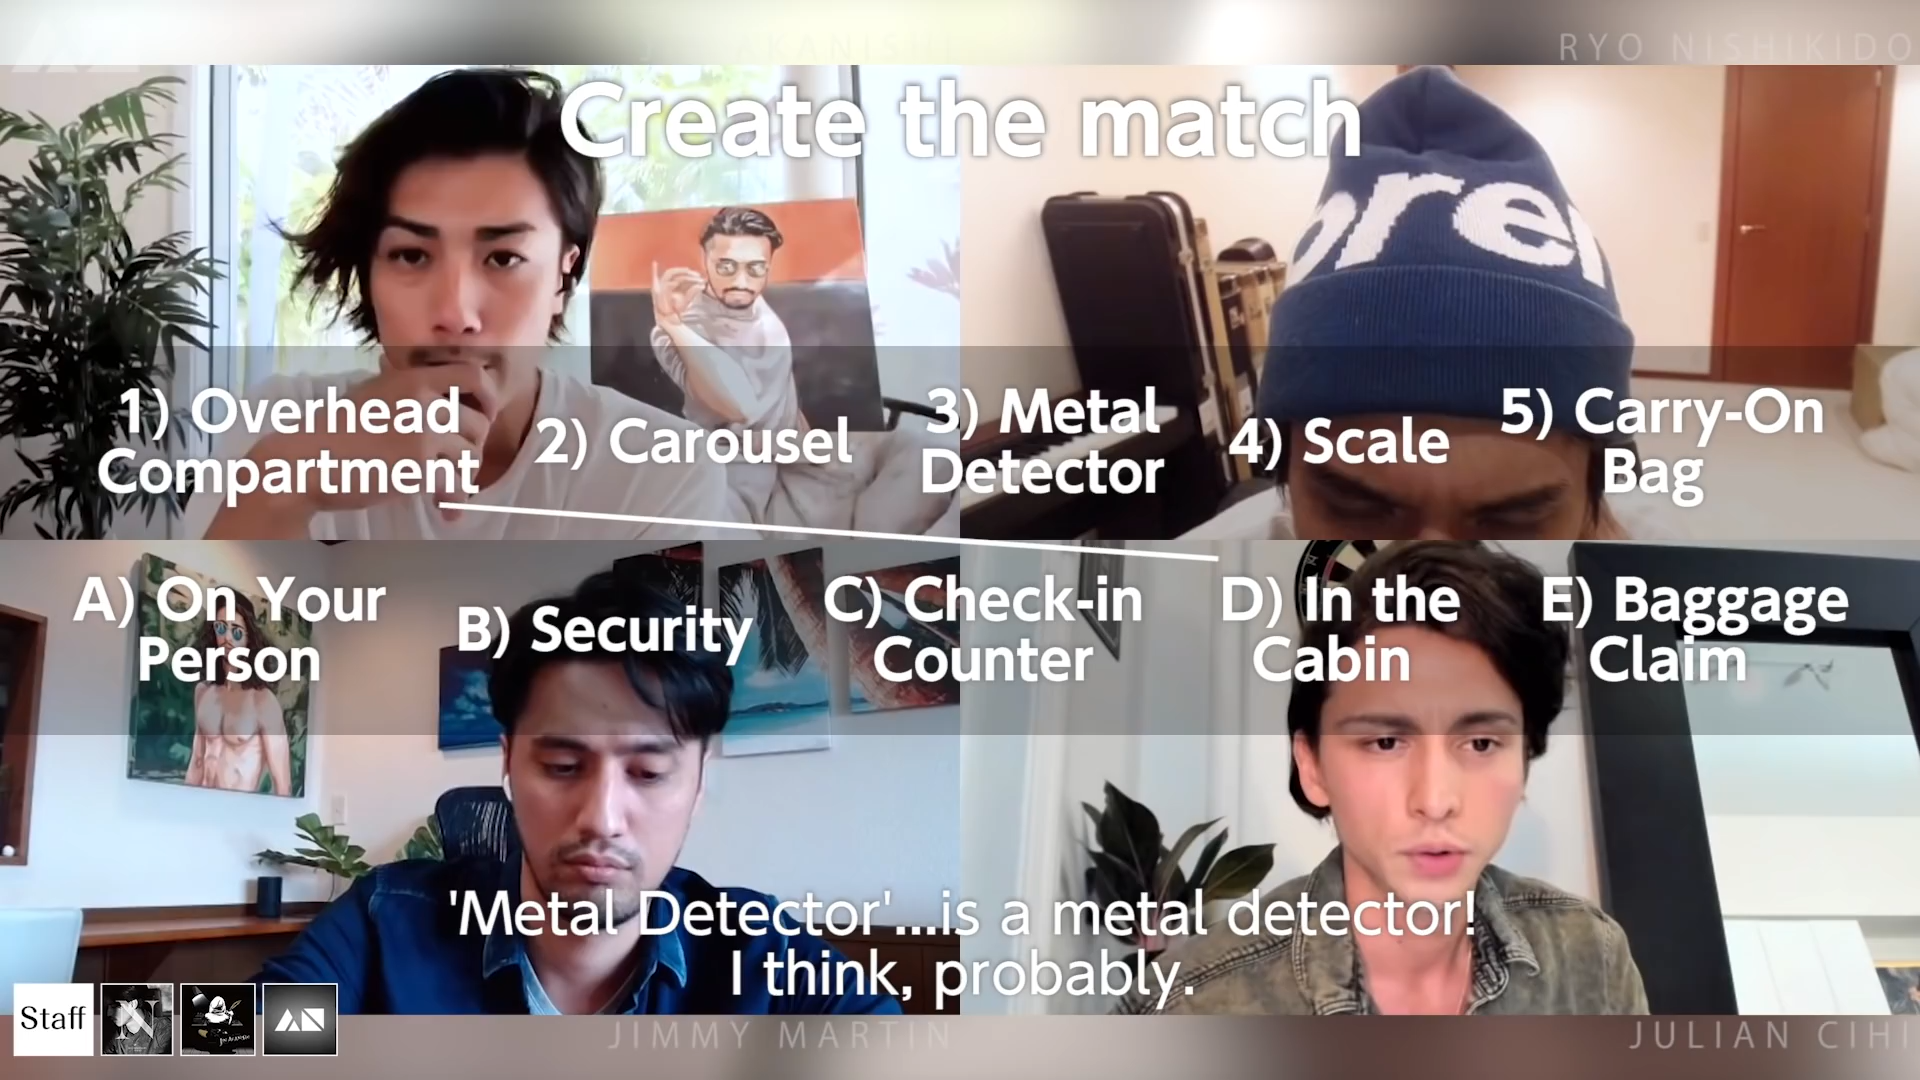 AKANISHI
RYO NISHIKIDO
Create the match
1) Overhead
Compartment
2) Carousel
3) Metal
Detector
4) Scale
5) Carry-On
Bag
A) On Your
Person
B) Security
C) Check-in
Counter
D) In the
Cabin
E) Baggage
Claim
'Metal Detector'...is a metal detector!
I think, probably.
Staff
JIMMY MARTIN
JULIAN CIHI